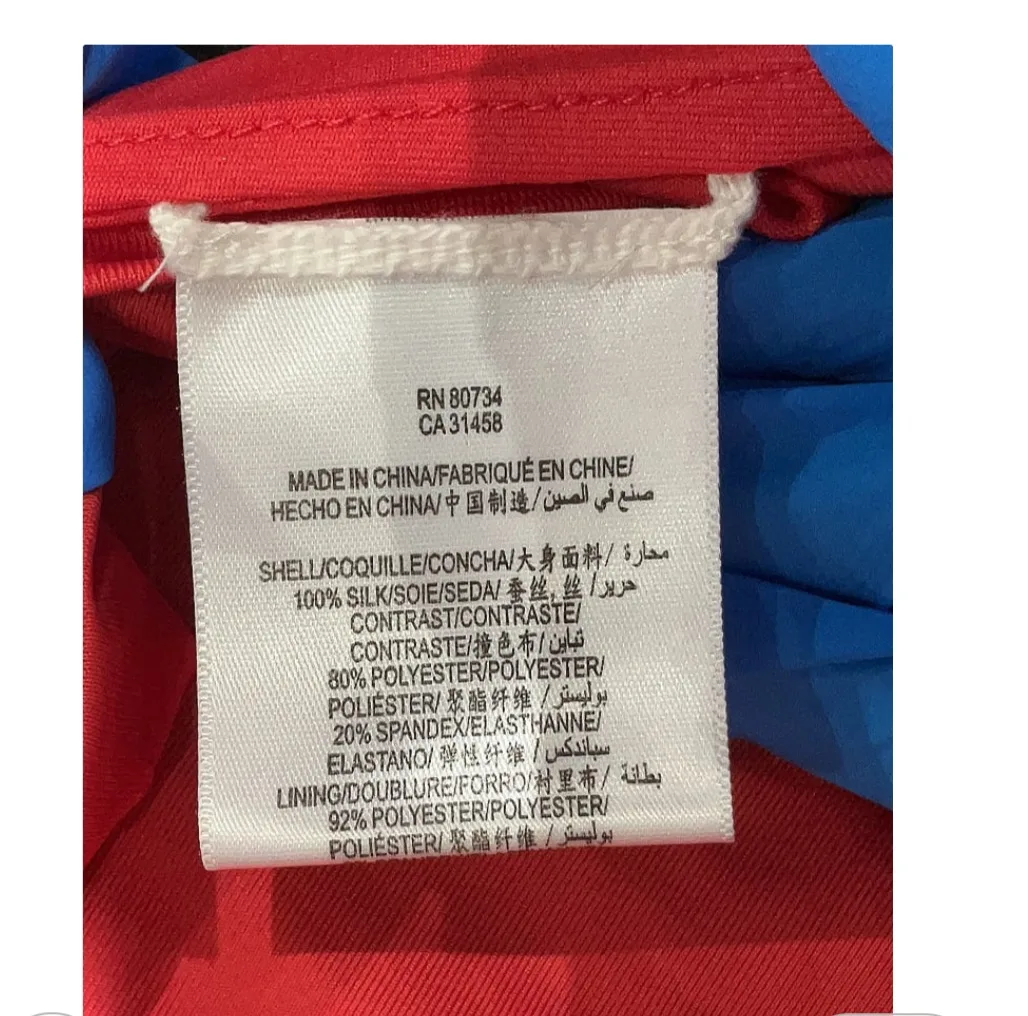 RN 80734
CA 31458
MADE IN CHINA/FABRIQUÉ EN CHINE/
HECHO EN CHINA/中国制造/صنع في الصين
SHELL/COQUILLE/CONCHA/大身面料/ محارة
100% SILK/SOIE/SEDA/ 蚕丝, 丝 /حرير
CONTRAST/CONTRASTE/
CONTRASTE/撞色布/تباين
80% POLYESTER/POLYESTER/
POLIÉSTER/ 聚酯纤维 / بوليستر
20% SPANDEX/ELASTHANNE/
ELASTANO/ 弹性纤维 / سباندكس
LINING/DOUBLURE/FORRO/衬里布/ بطانة
92% POLYESTER/POLYESTER/
POLIÉSTER/ 聚酯纤维 / بوليستر